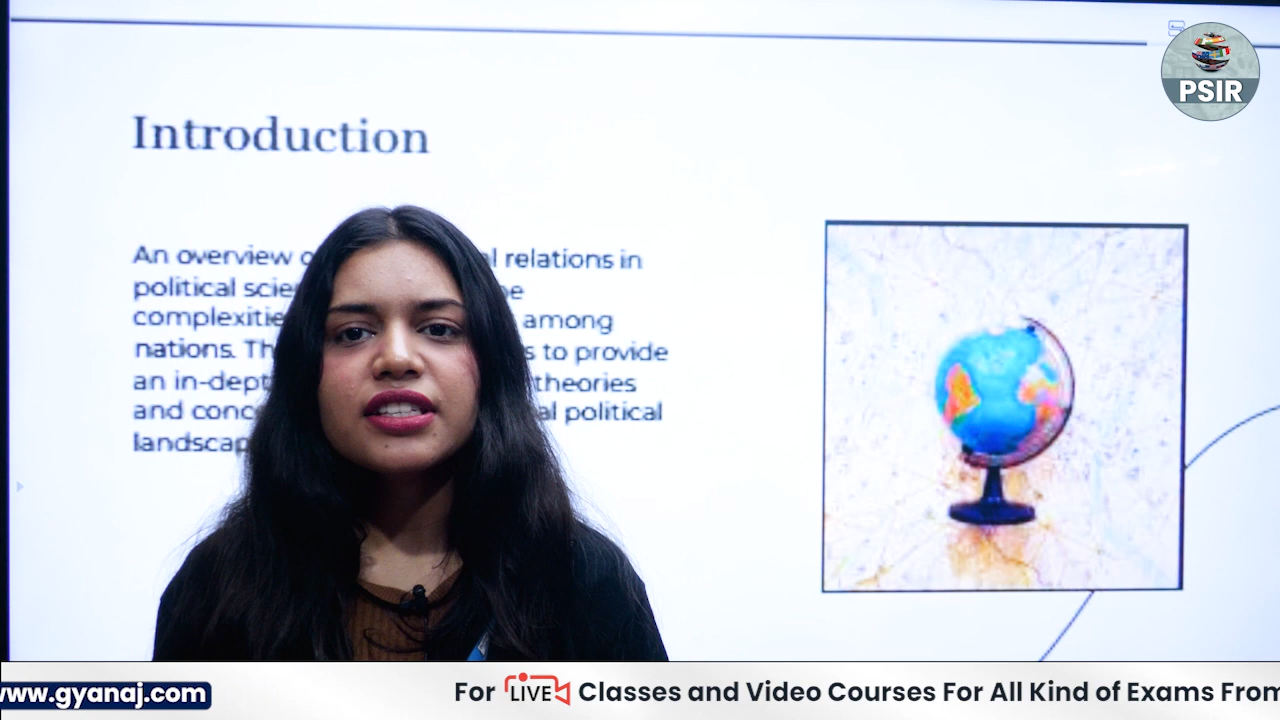 PSIR
Introduction
An overview o l relations in
political scie e
complexitie among
nations. Th s to provide
an in-dept theories
and conc al political
landscap
www.gyanaj.com For LIVE Classes and Video Courses For All Kind of Exams From